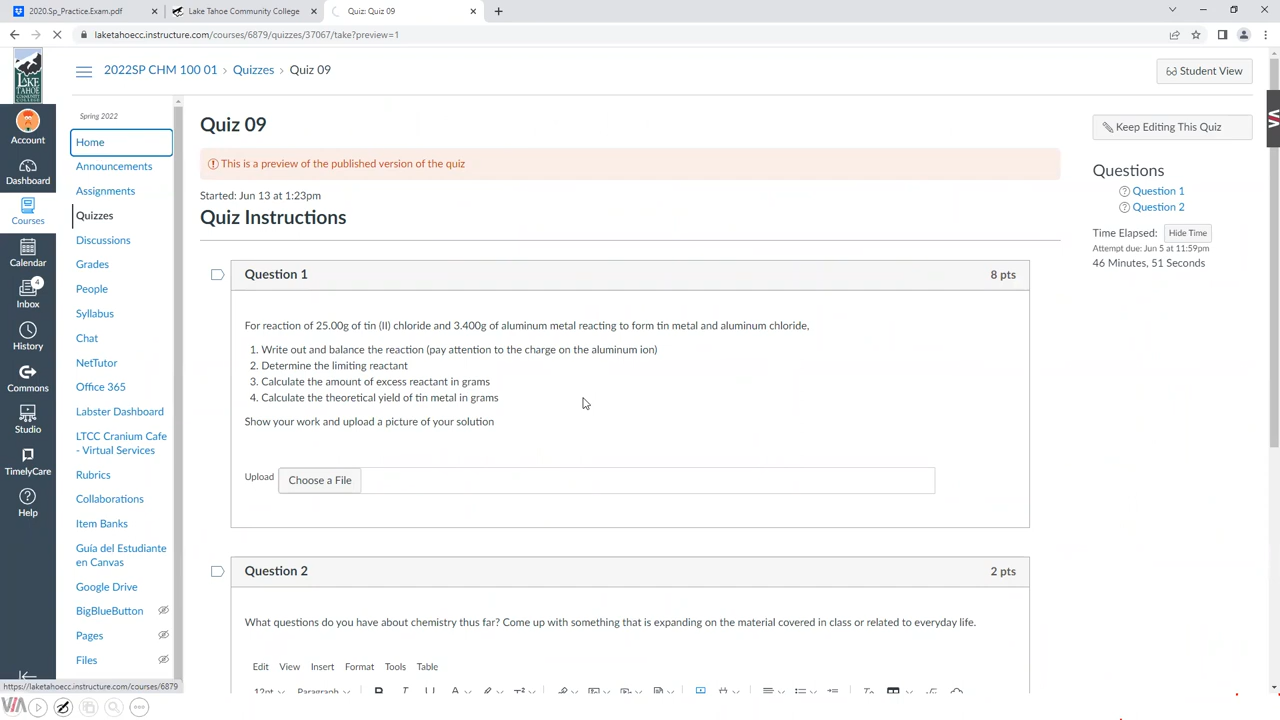 2020.Sp_Practice.Exam.pdf
Lake Tahoe Community College
Quiz: Quiz 09
laketahoecc.instructure.com/courses/6879/quizzes/37067/take?preview=1
LAKE TAHOE
2022SP CHM 100 01 › Quizzes › Quiz 09
Student View
Account
Dashboard
Courses
Calendar
4
Inbox
History
Commons
Studio
TimelyCare
Help
Spring 2022
Home
Announcements
Assignments
Quizzes
Discussions
Grades
People
Syllabus
Chat
NetTutor
Office 365
Labster Dashboard
LTCC Cranium Cafe
- Virtual Services
Rubrics
Collaborations
Item Banks
Guía del Estudiante
en Canvas
Google Drive
BigBlueButton
Pages
Files
Quiz 09
This is a preview of the published version of the quiz
Started: Jun 13 at 1:23pm
Quiz Instructions
Question 1 8 pts
For reaction of 25.00g of tin (II) chloride and 3.400g of aluminum metal reacting to form tin metal and aluminum chloride,
1. Write out and balance the reaction (pay attention to the charge on the aluminum ion)
2. Determine the limiting reactant
3. Calculate the amount of excess reactant in grams
4. Calculate the theoretical yield of tin metal in grams
Show your work and upload a picture of your solution
Upload Choose a File
Question 2 2 pts
What questions do you have about chemistry thus far? Come up with something that is expanding on the material covered in class or related to everyday life.
Edit View Insert Format Tools Table
12pt Paragraph B I U A T²
Keep Editing This Quiz
Questions
Question 1
Question 2
Time Elapsed: Hide Time
Attempt due: Jun 5 at 11:59pm
46 Minutes, 51 Seconds
https://laketahoecc.instructure.com/courses/6879
VIA